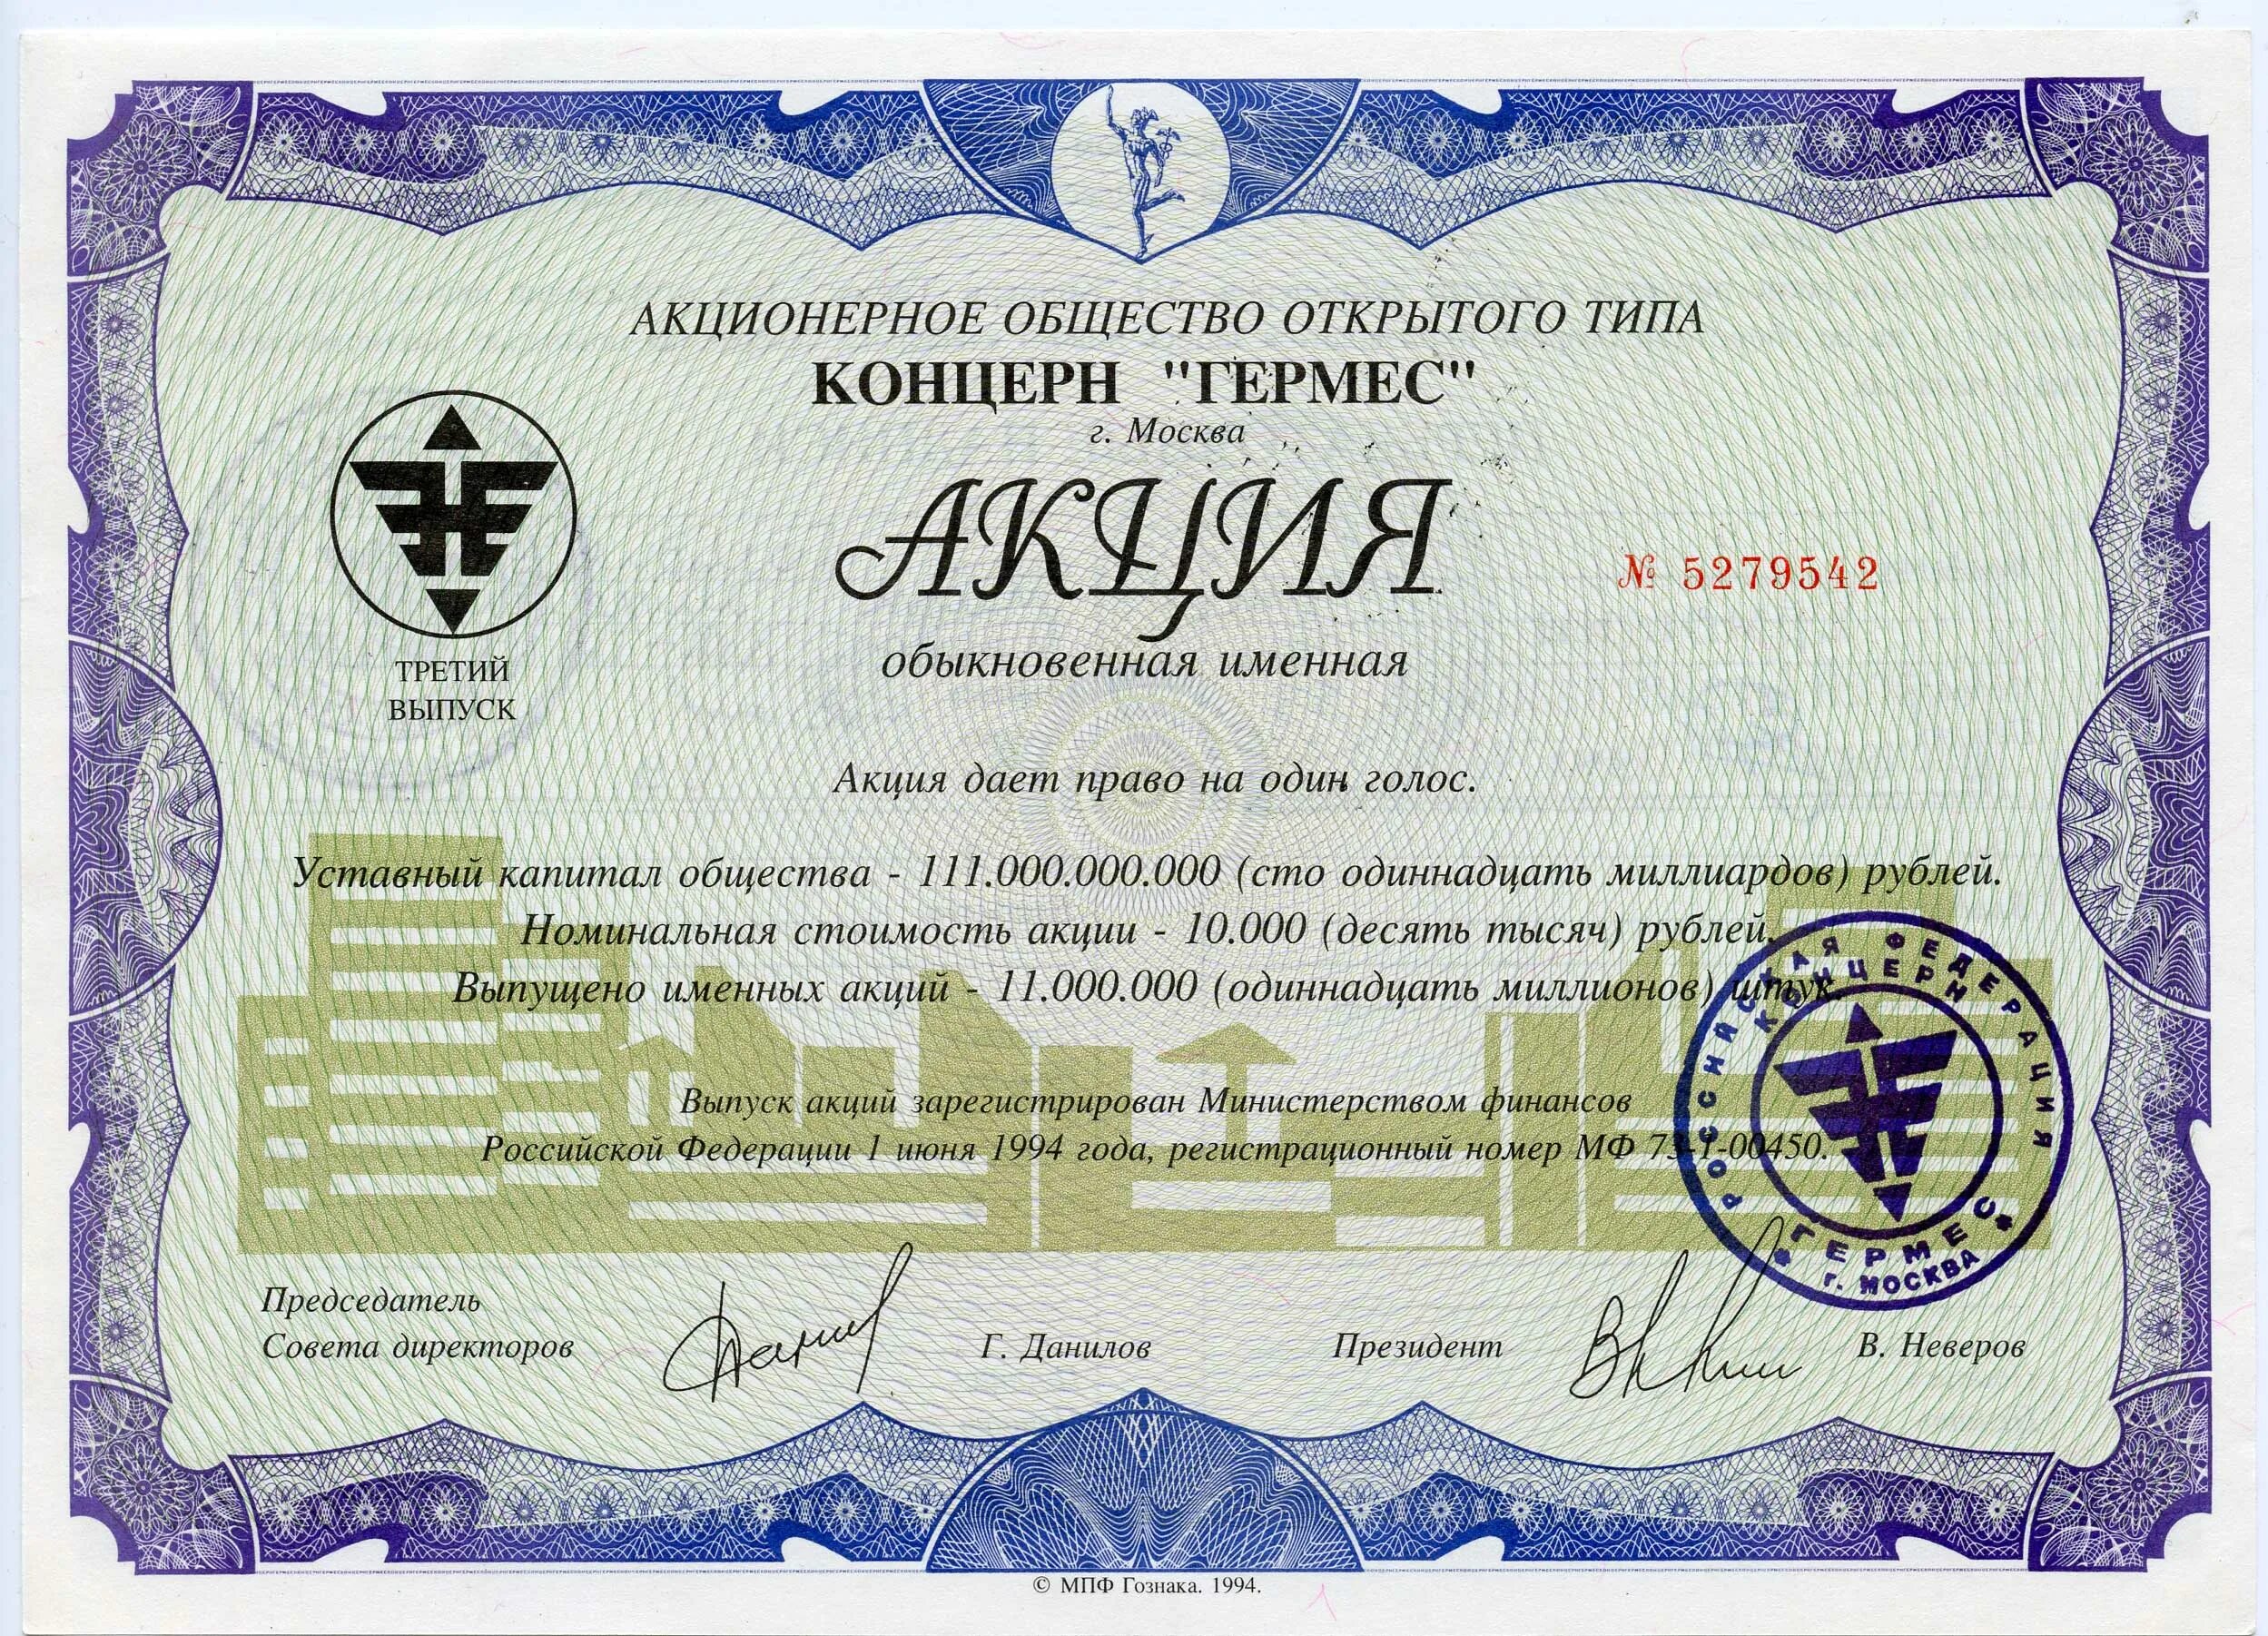 АКЦИОНЕРНОЕ ОБЩЕСТВО ОТКРЫТОГО ТИПА
КОНЦЕРН "ГЕРМЕС"
г. Москва
АКЦИЯ
№ 5279542
обыкновенная именная
ТРЕТИЙ
ВЫПУСК
Акция дает право на один голос.
Уставный капитал общества - 111.000.000.000 (сто одиннадцать миллиардов) рублей.
Номинальная стоимость акции - 10.000 (десять тысяч) рублей.
Выпущено именных акций - 11.000.000 (одиннадцать миллионов) штук.
Выпуск акций зарегистрирован Министерством финансов
Российской Федерации 1 июня 1994 года, регистрационный номер МФ 73-1-00450.
РОССИЙСКАЯ ФЕДЕРАЦИЯ
КОНЦЕРН
* ГЕРМЕС *
г. МОСКВА
Председатель
Совета директоров
Г. Данилов
Президент
В. Неверов
© МПФ Гознака. 1994.